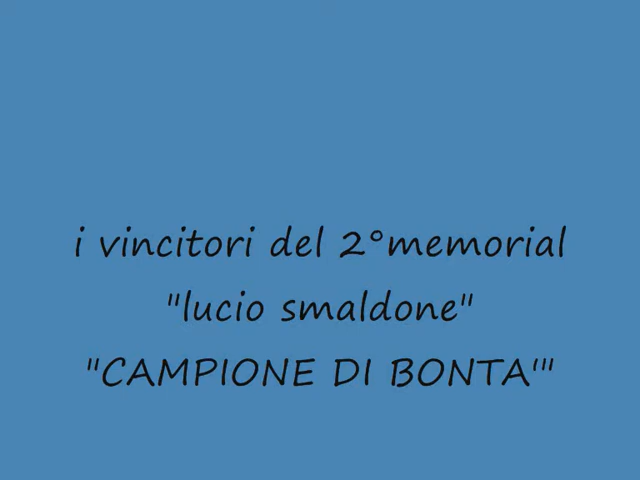 i vincitori del 2°memorial
"lucio smaldone"
"CAMPIONE DI BONTA'"